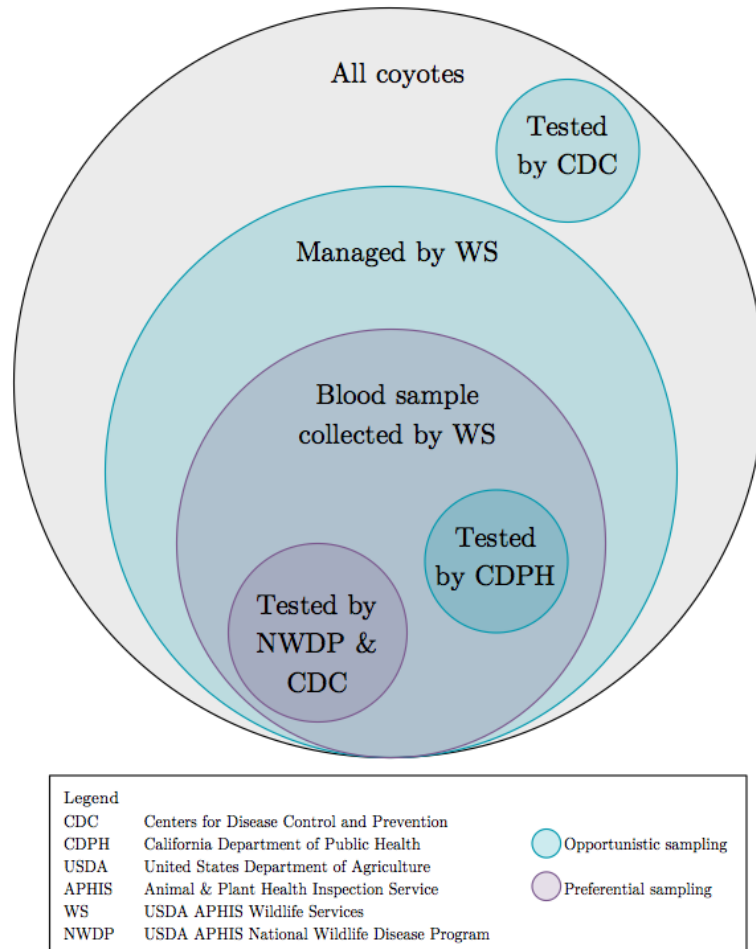 All coyotes
Tested
by CDC
Managed by WS
Blood sample
collected by WS
Tested
by CDPH
Tested by
NWDP &
CDC
Legend
CDC Centers for Disease Control and Prevention
CDPH California Department of Public Health
USDA United States Department of Agriculture
APHIS Animal & Plant Health Inspection Service
WS USDA APHIS Wildlife Services
NWDP USDA APHIS National Wildlife Disease Program
Opportunistic sampling
Preferential sampling